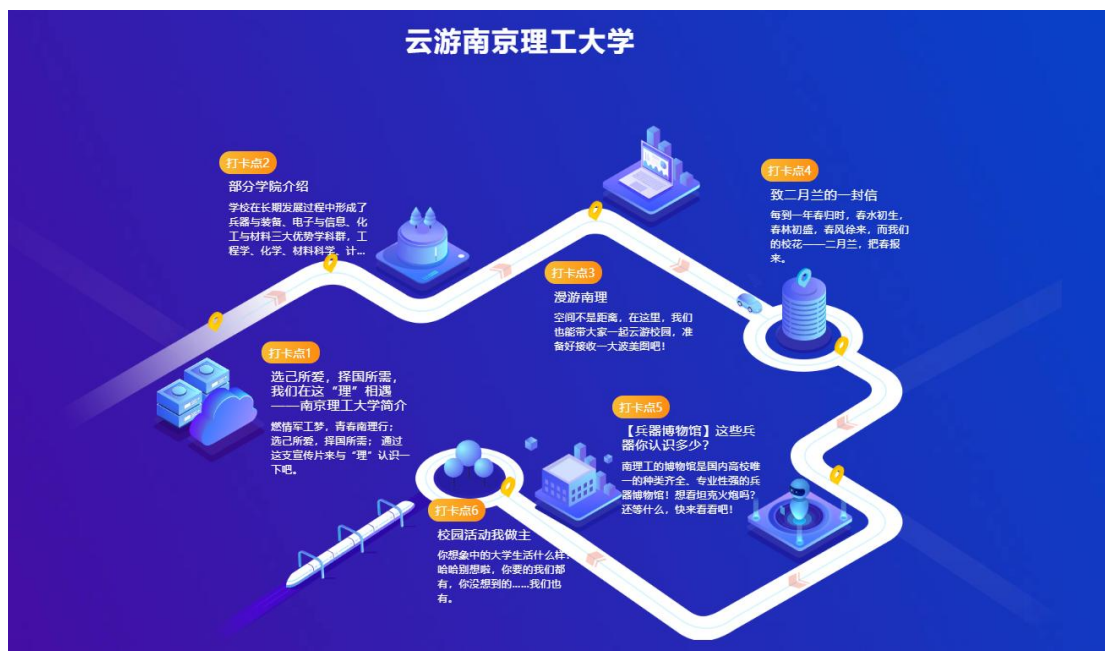 云游南京理工大学
打卡点1
选己所爱，择国所需，
我们在这“理”相遇
——南京理工大学简介
燃情军工梦，青春南理行；
选己所爱，择国所需； 通过
这支宣传片来与“理”认识一
下吧。
打卡点2
部分学院介绍
学校在长期发展过程中形成了
兵器与装备、电子与信息、化
工与材料三大优势学科群，工
程学、化学、材料科学、计...
打卡点3
漫游南理
空间不是距离，在这里，我们
也能带大家一起云游校园，准
备好接收一大波美图吧！
打卡点4
致二月兰的一封信
每到一年春归时，春水初生，
春林初盛，春风徐来，而我们
的校花——二月兰，把春报
来。
打卡点5
【兵器博物馆】这些兵
器你认识多少？
南理工的博物馆是国内高校唯
一的种类齐全、专业性强的兵
器博物馆！想看坦克火炮吗？
还等什么，快来看看吧！
打卡点6
校园活动我做主
你想象中的大学生活什么样？
哈哈别想啦，你要的我们都
有，你没想到的......我们也
有。